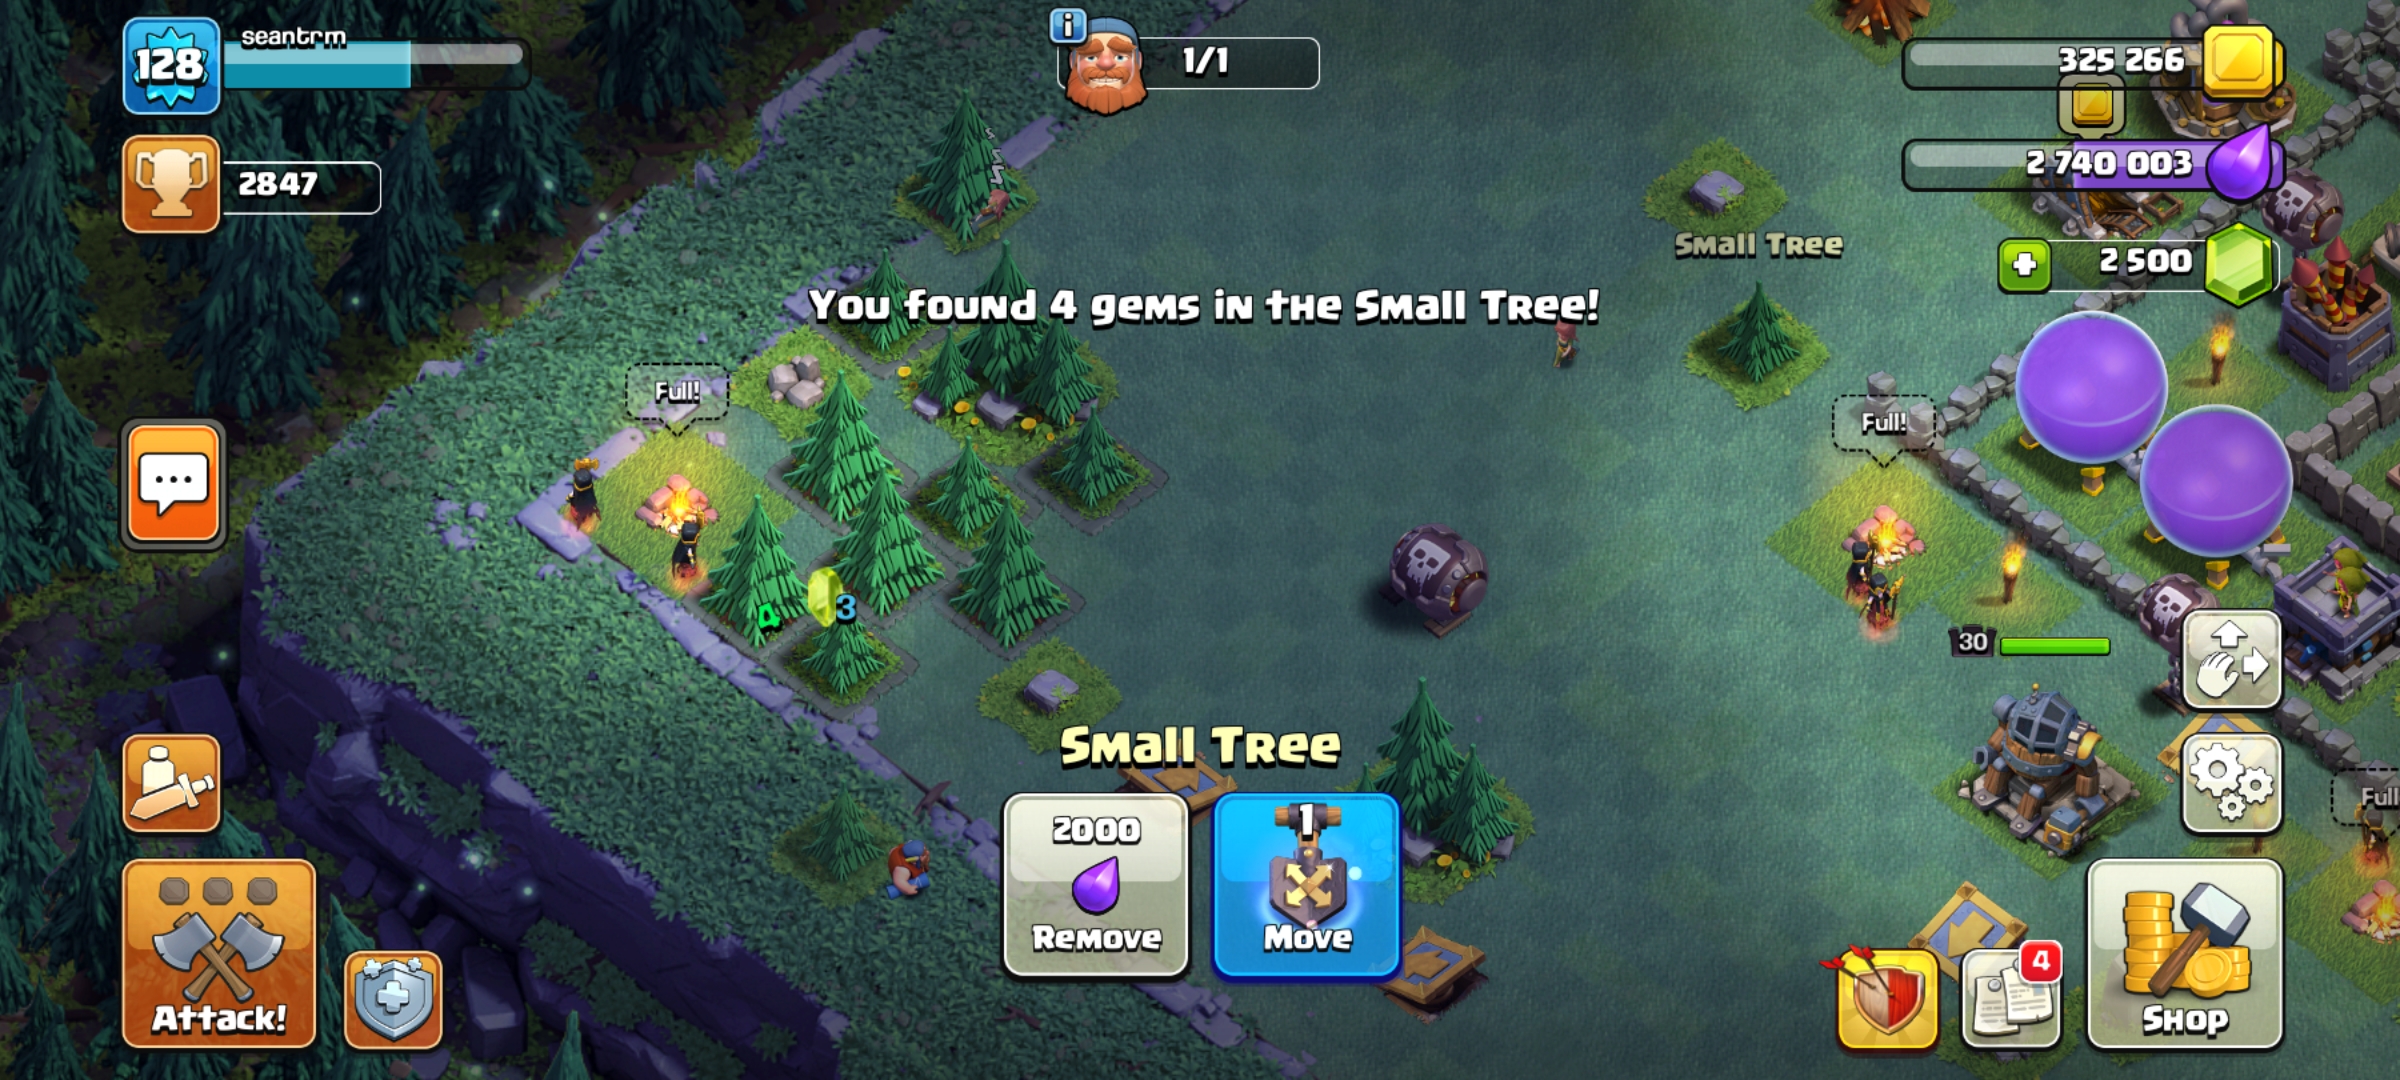 seantrm
128
2847
1/1
325 266
2 740 003
2 500
Small Tree
You found 4 gems in the Small Tree!
Full!
Full!
4
3
30
Small Tree
Full
2000
Remove
1
Move
Attack!
4
Shop